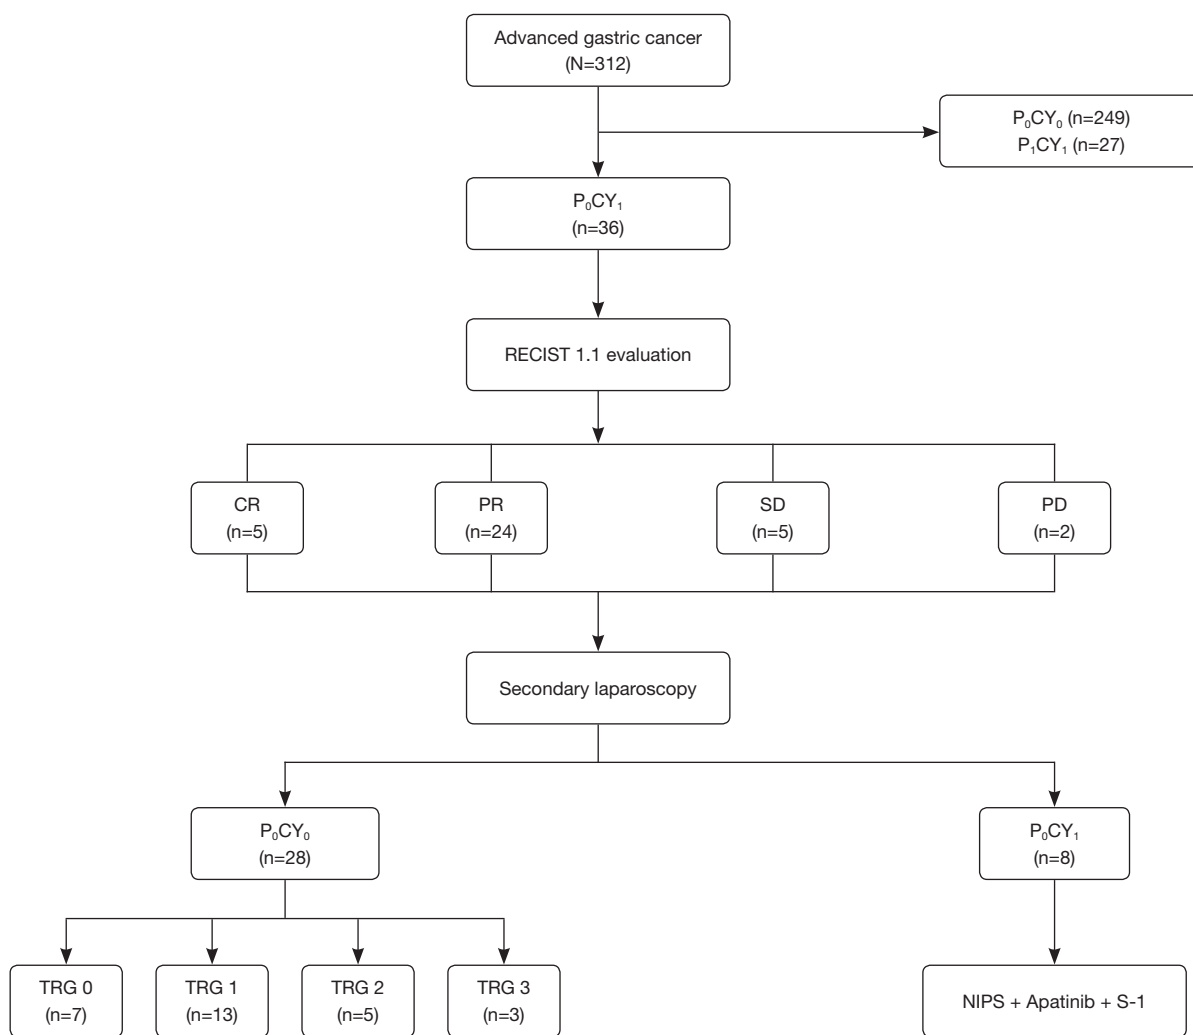 Advanced gastric cancer
(N=312)
P₀CY₀ (n=249)
P₁CY₁ (n=27)
P₀CY₁
(n=36)
RECIST 1.1 evaluation
CR
(n=5)
PR
(n=24)
SD
(n=5)
PD
(n=2)
Secondary laparoscopy
P₀CY₀
(n=28)
P₀CY₁
(n=8)
TRG 0
(n=7)
TRG 1
(n=13)
TRG 2
(n=5)
TRG 3
(n=3)
NIPS + Apatinib + S-1